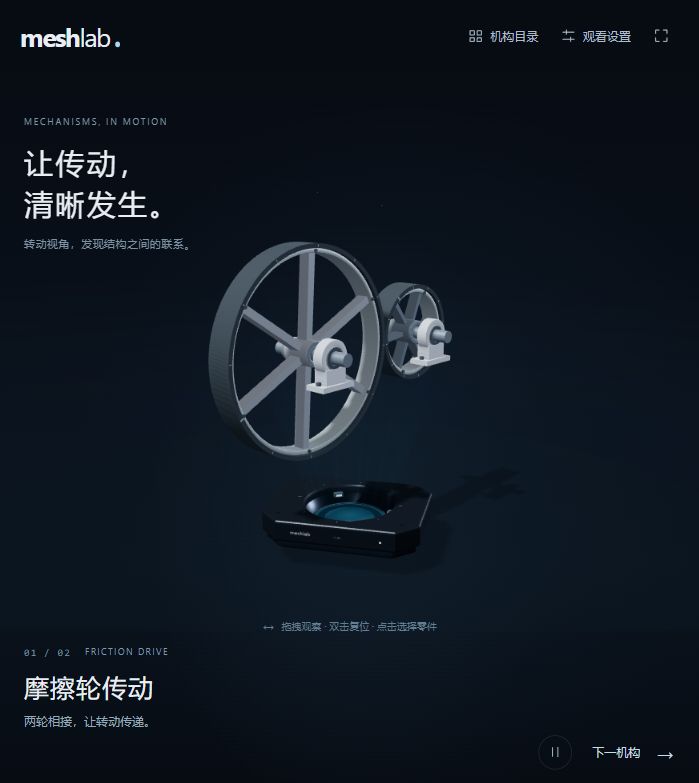 meshlab.
机构目录
观看设置
MECHANISMS, IN MOTION
让传动，
清晰发生。
转动视角，发现结构之间的联系。
meshlab
↔ 拖拽观察 · 双击复位 · 点击选择零件
01 / 02 FRICTION DRIVE
摩擦轮传动
两轮相接，让转动传递。
下一机构 →